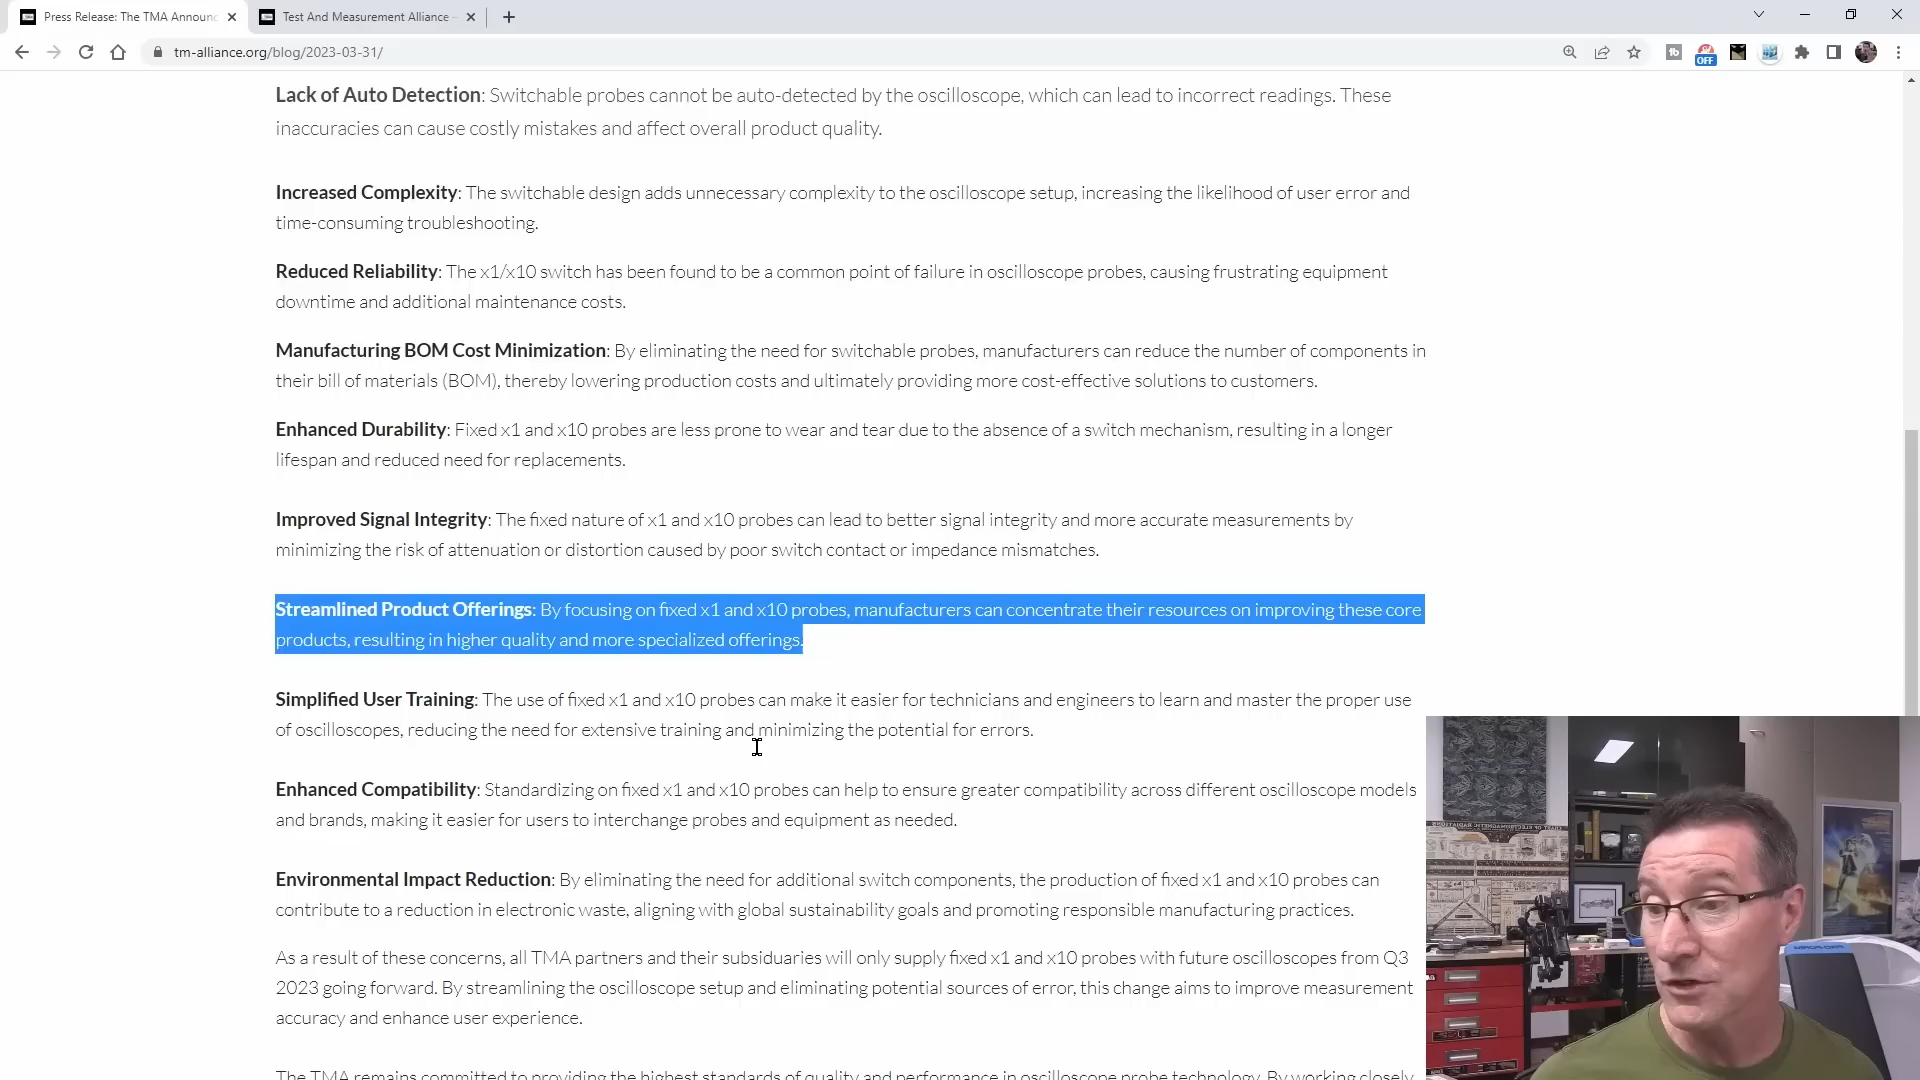 Press Release: The TMA Announc
Test And Measurement Alliance -
tm-alliance.org/blog/2023-03-31/
OFF
Lack of Auto Detection: Switchable probes cannot be auto-detected by the oscilloscope, which can lead to incorrect readings. These
inaccuracies can cause costly mistakes and affect overall product quality.
Increased Complexity: The switchable design adds unnecessary complexity to the oscilloscope setup, increasing the likelihood of user error and
time-consuming troubleshooting.
Reduced Reliability: The x1/x10 switch has been found to be a common point of failure in oscilloscope probes, causing frustrating equipment
downtime and additional maintenance costs.
Manufacturing BOM Cost Minimization: By eliminating the need for switchable probes, manufacturers can reduce the number of components in
their bill of materials (BOM), thereby lowering production costs and ultimately providing more cost-effective solutions to customers.
Enhanced Durability: Fixed x1 and x10 probes are less prone to wear and tear due to the absence of a switch mechanism, resulting in a longer
lifespan and reduced need for replacements.
Improved Signal Integrity: The fixed nature of x1 and x10 probes can lead to better signal integrity and more accurate measurements by
minimizing the risk of attenuation or distortion caused by poor switch contact or impedance mismatches.
Streamlined Product Offerings: By focusing on fixed x1 and x10 probes, manufacturers can concentrate their resources on improving these core
products, resulting in higher quality and more specialized offerings.
Simplified User Training: The use of fixed x1 and x10 probes can make it easier for technicians and engineers to learn and master the proper use
of oscilloscopes, reducing the need for extensive training and minimizing the potential for errors.
Enhanced Compatibility: Standardizing on fixed x1 and x10 probes can help to ensure greater compatibility across different oscilloscope models
and brands, making it easier for users to interchange probes and equipment as needed.
Environmental Impact Reduction: By eliminating the need for additional switch components, the production of fixed x1 and x10 probes can
contribute to a reduction in electronic waste, aligning with global sustainability goals and promoting responsible manufacturing practices.
As a result of these concerns, all TMA partners and their subsiduaries will only supply fixed x1 and x10 probes with future oscilloscopes from Q3
2023 going forward. By streamlining the oscilloscope setup and eliminating potential sources of error, this change aims to improve measurement
accuracy and enhance user experience.
The TMA remains committed to providing the highest standards of quality and performance in oscilloscope probe technology. By working closely